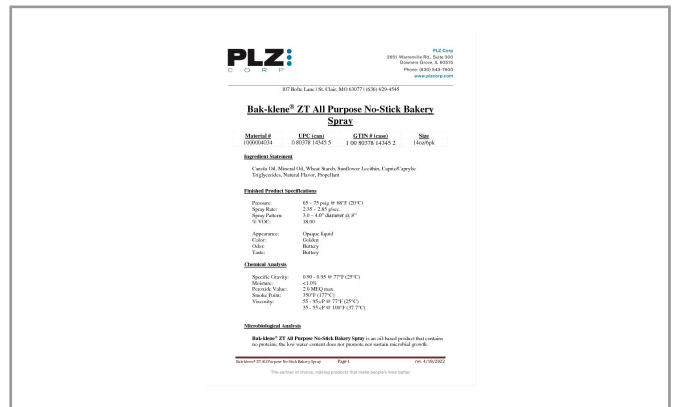 PLZ
CORP
PLZ Corp
2651 Warrenville Rd., Suite 300
Downers Grove, IL 60515
Phone: (630) 543-7600
www.plzcorp.com
107 Bolte Lane | St. Clair, MO 63077 | (636) 629-4545
Bak-klene® ZT All Purpose No-Stick Bakery
Spray
Material # UPC (can) GTIN # (case) Size
1000004034 0 80378 14345 5 1 00 80378 14345 2 14oz/6pk
Ingredient Statement
Canola Oil, Mineral Oil, Wheat Starch, Sunflower Lecithin, Capric/Caprylic
Triglycerides, Natural Flavor, Propellant
Finished Product Specifications
Pressure: 65 – 75 psig @ 68°F (20°C)
Spray Rate: 2.35 – 2.85 g/sec.
Spray Pattern: 3.0 – 4.0" diameter @ 8"
% VOC: 18.00
Appearance: Opaque liquid
Color: Golden
Odor: Buttery
Taste: Buttery
Chemical Analysis
Specific Gravity: 0.90 - 0.95 @ 77°F (25°C)
Moisture: <1.0%
Peroxide Value: 2.0 MEQ max.
Smoke Point: 350°F (177°C)
Viscosity: 55 - 95 cP @ 77°F (25°C)
35 - 55 cP @ 100°F (37.7°C)
Microbiological Analysis
Bak-klene® ZT All Purpose No-Stick Bakery Spray is an oil-based product that contains
no proteins; the low water content does not promote nor sustain microbial growth.
Bak-klene® ZT All Purpose No-Stick Bakery Spray Page 1 rev. 4/19/2022
The partner of choice, making products that make people's lives better